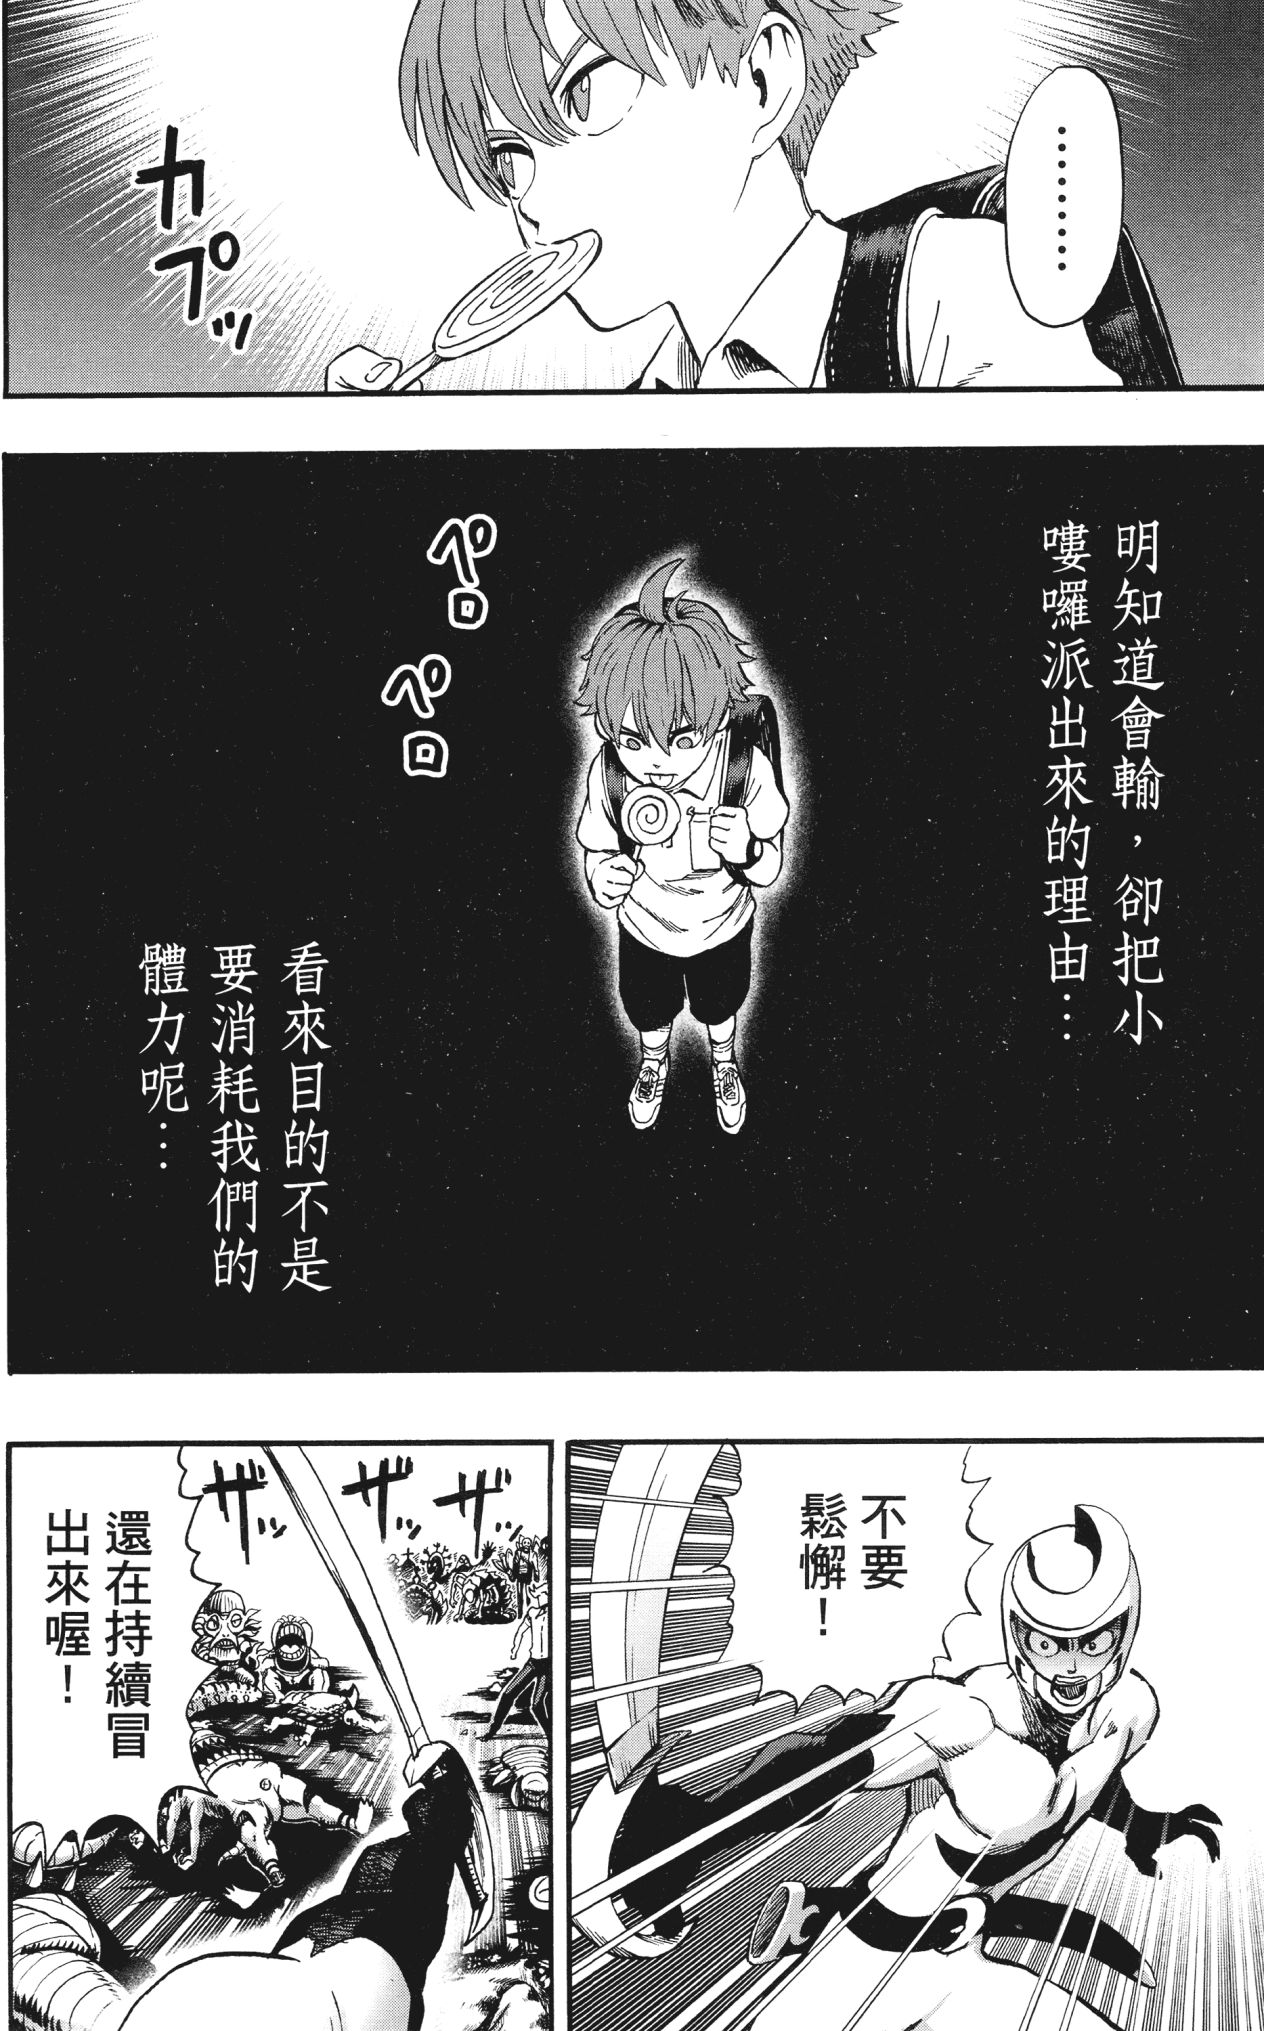 ………
カプッ
明知道會輸，卻把小
嘍囉派出來的理由…
ペロ
ペロ
看來目的不是
要消耗我們的
體力呢…
不要
鬆懈！
ザッ
ザッ
ザッ
還在持續冒
出來喔！